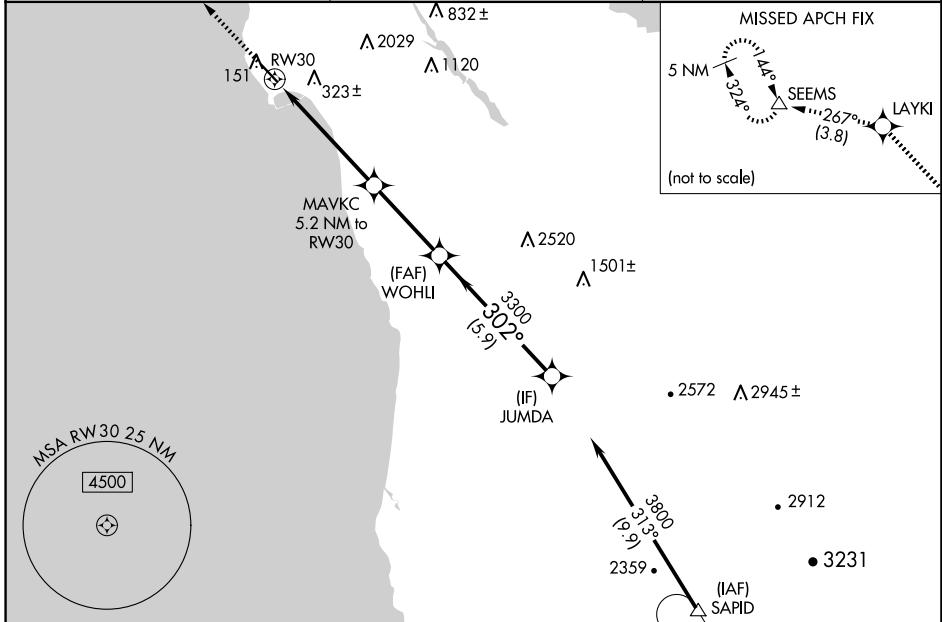 832±
2029
1120
RW30
151
323±
MISSED APCH FIX
5 NM
144°
324°
SEEMS
267°
(3.8)
LAYKI
(not to scale)
MAVKC
5.2 NM to
RW30
2520
1501±
(FAF)
WOHLI
3300
302°
(5.9)
(IF)
JUMDA
2572
2945±
MSA RW30 25 NM
4500
3800
313°
(9.9)
2912
3231
2359
(IAF)
SAPID